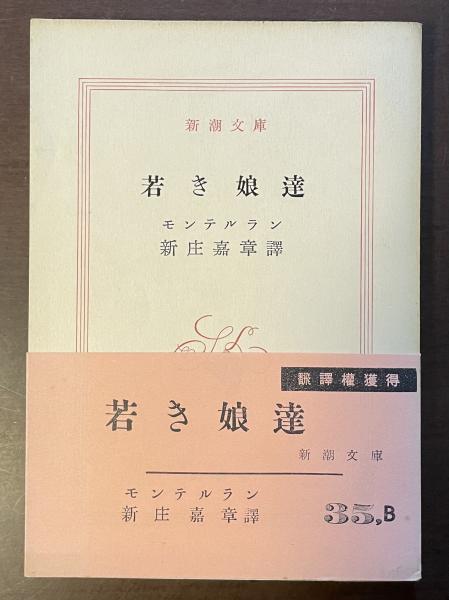 新潮文庫
若き娘達
モンテルラン
新庄嘉章譯
飜譯權獲得
若き娘達
新潮文庫
モンテルラン
新庄嘉章譯
35,B